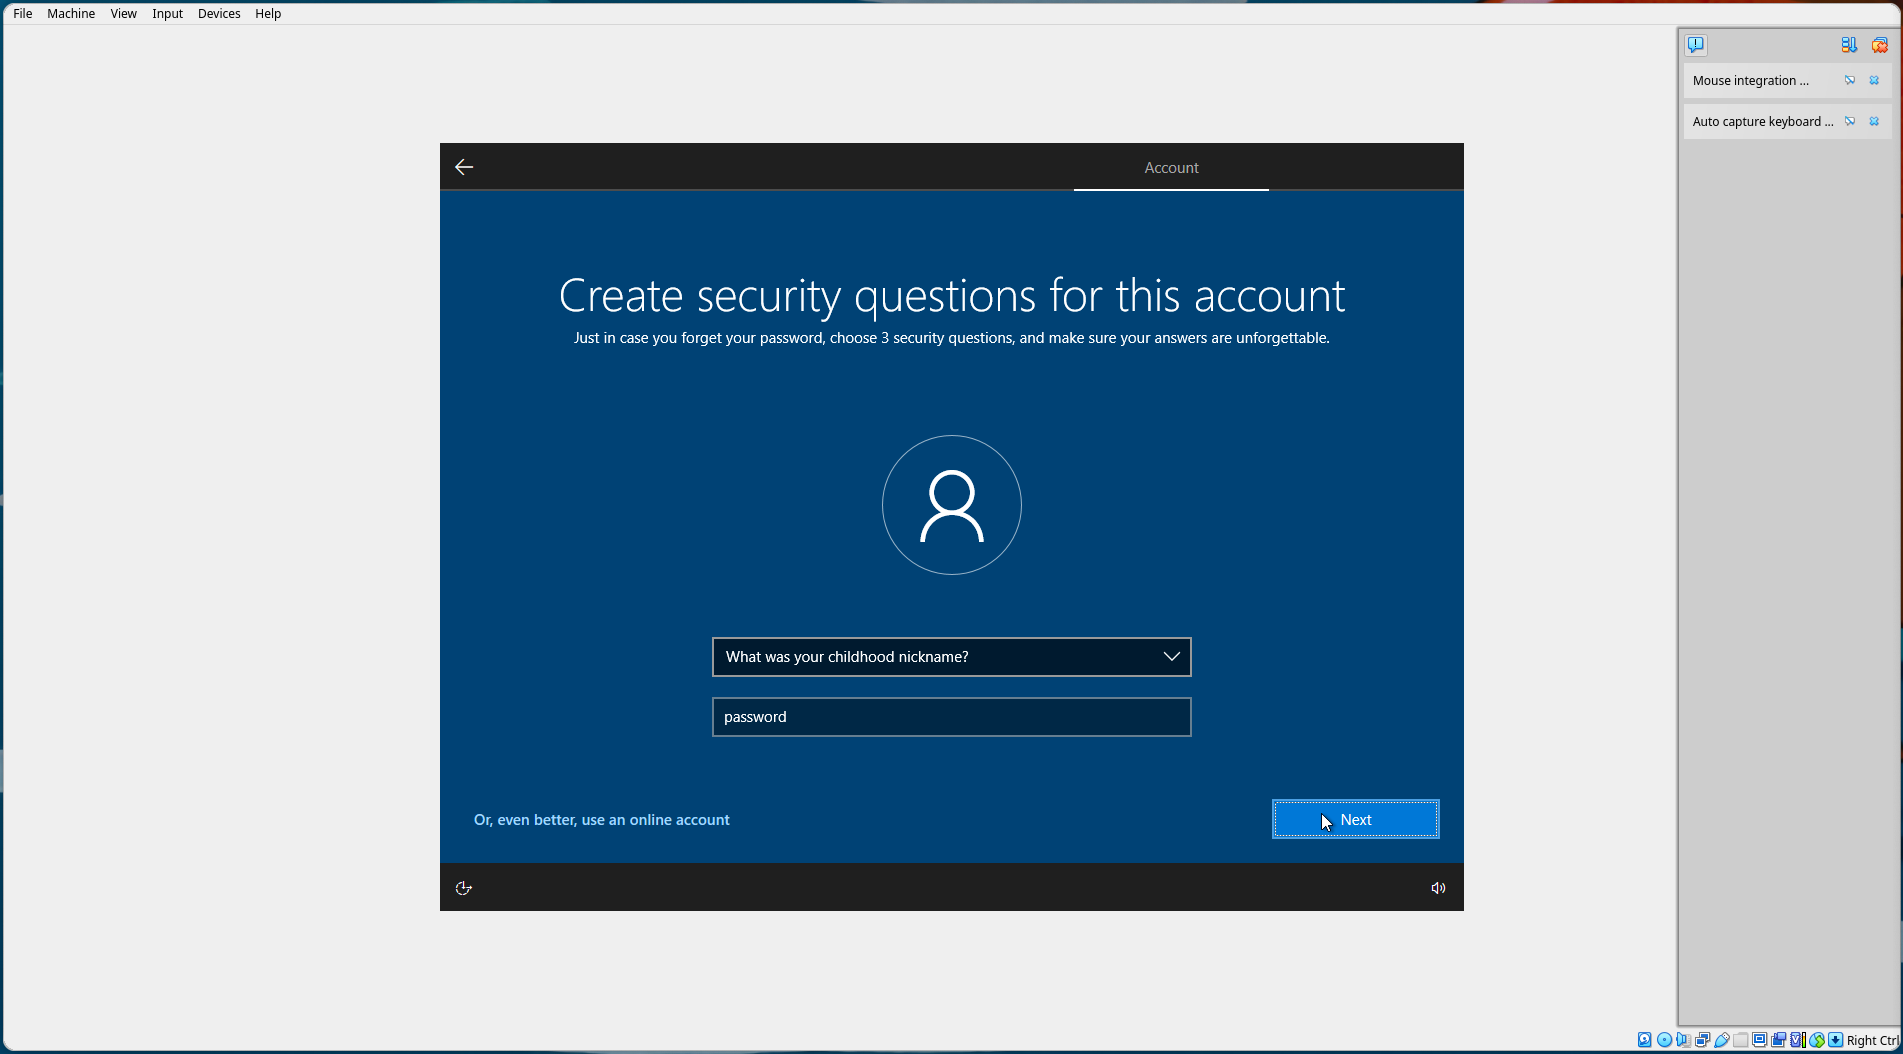 File Machine View Input Devices Help
Mouse integration ...
Auto capture keyboard ...
Account
Create security questions for this account
Just in case you forget your password, choose 3 security questions, and make sure your answers are unforgettable.
What was your childhood nickname?
password
Or, even better, use an online account
Next
Right Ctrl